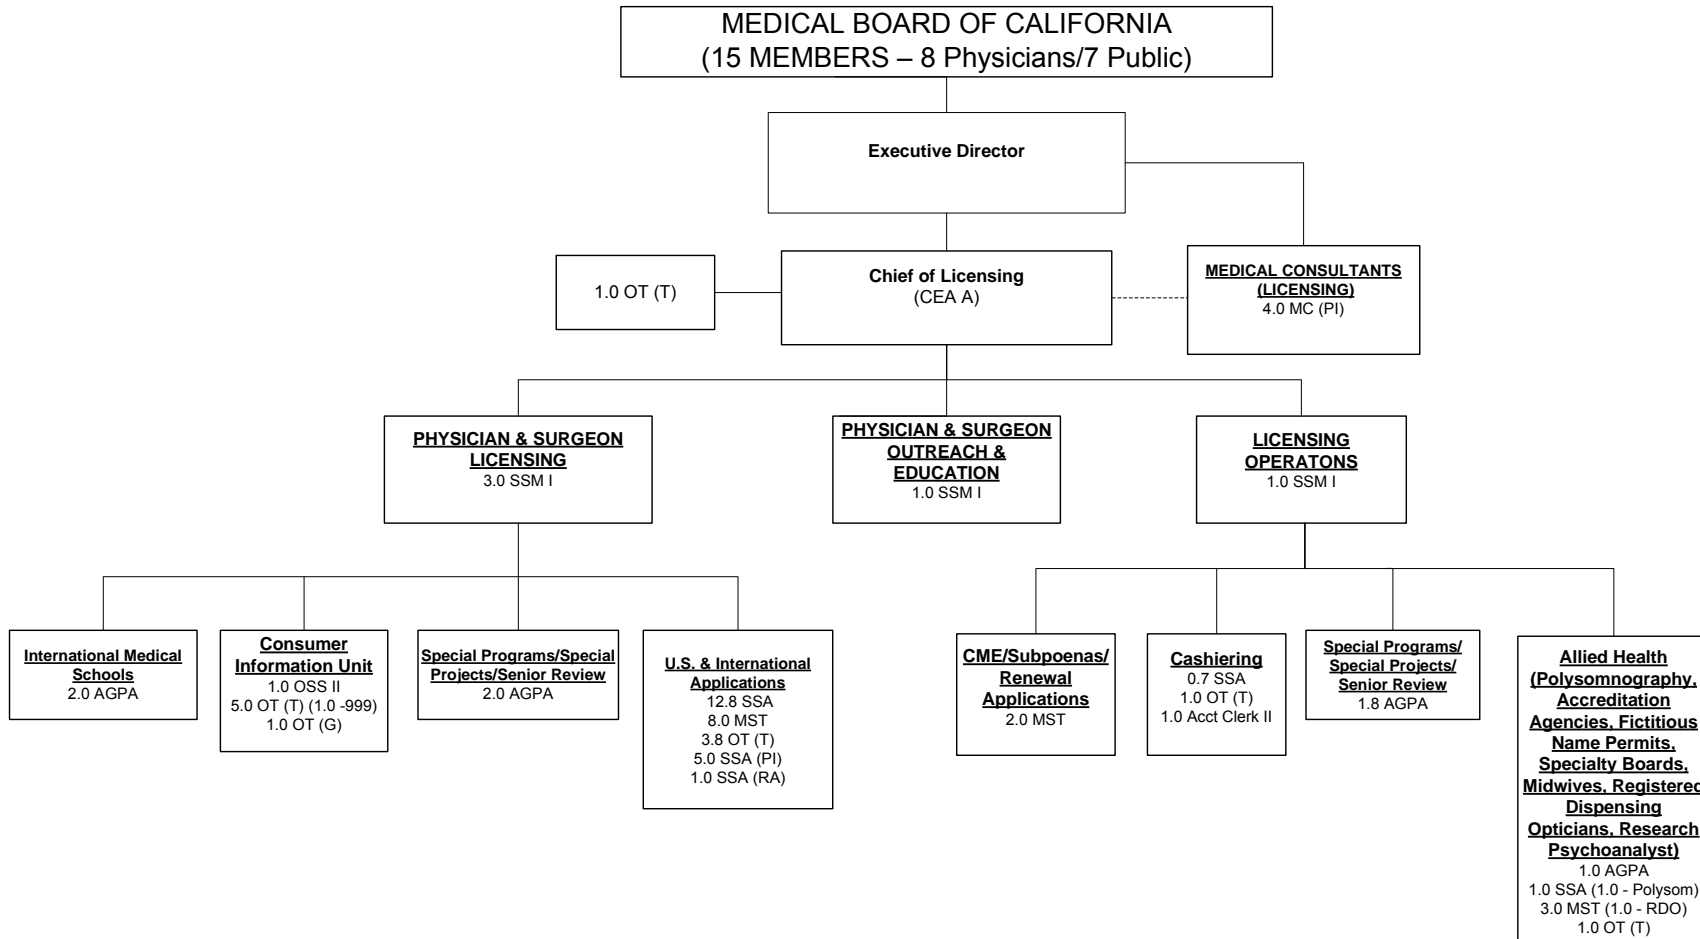 MEDICAL BOARD OF CALIFORNIA
(15 MEMBERS – 8 Physicians/7 Public)
Executive Director
1.0 OT (T)
Chief of Licensing
(CEA A)
MEDICAL CONSULTANTS
(LICENSING)
4.0 MC (PI)
PHYSICIAN & SURGEON
LICENSING
3.0 SSM I
PHYSICIAN & SURGEON
OUTREACH &
EDUCATION
1.0 SSM I
LICENSING
OPERATONS
1.0 SSM I
International Medical
Schools
2.0 AGPA
Consumer
Information Unit
1.0 OSS II
5.0 OT (T) (1.0 -999)
1.0 OT (G)
Special Programs/Special
Projects/Senior Review
2.0 AGPA
U.S. & International
Applications
12.8 SSA
8.0 MST
3.8 OT (T)
5.0 SSA (PI)
1.0 SSA (RA)
CME/Subpoenas/
Renewal
Applications
2.0 MST
Cashiering
0.7 SSA
1.0 OT (T)
1.0 Acct Clerk II
Special Programs/
Special Projects/
Senior Review
1.8 AGPA
Allied Health
(Polysomnography,
Accreditation
Agencies, Fictitious
Name Permits,
Specialty Boards,
Midwives, Registered
Dispensing
Opticians, Research
Psychoanalyst)
1.0 AGPA
1.0 SSA (1.0 - Polysom)
3.0 MST (1.0 - RDO)
1.0 OT (T)